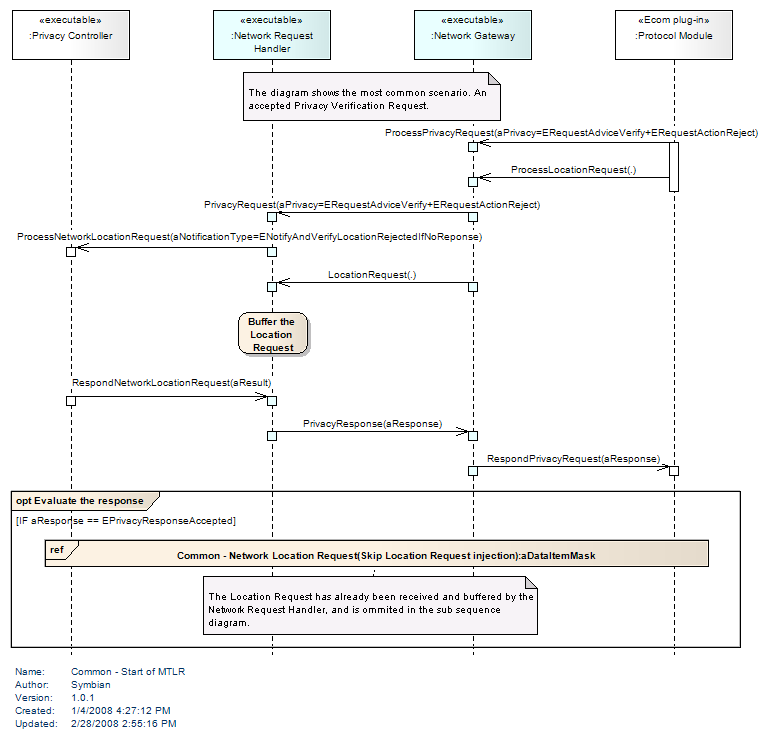 «executable»
:Privacy Controller
«executable»
:Network Request
Handler
«executable»
:Network Gateway
«Ecom plug-in»
:Protocol Module
The diagram shows the most common scenario. An
accepted Privacy Verification Request.
ProcessPrivacyRequest(aPrivacy=ERequestAdviceVerify+ERequestActionReject)
ProcessLocationRequest(.)
PrivacyRequest(aPrivacy=ERequestAdviceVerify+ERequestActionReject)
ProcessNetworkLocationRequest(aNotificationType=ENotifyAndVerifyLocationRejectedIfNoReponse)
LocationRequest(.)
Buffer the
Location
Request
RespondNetworkLocationRequest(aResult)
PrivacyResponse(aResponse)
RespondPrivacyRequest(aResponse)
opt Evaluate the response
[IF aResponse == EPrivacyResponseAccepted]
ref
Common - Network Location Request(Skip Location Request injection):aDataItemMask
The Location Request has already been received and buffered by the
Network Request Handler, and is ommited in the sub sequence
diagram.
Name: Common - Start of MTLR
Author: Symbian
Version: 1.0.1
Created: 1/4/2008 4:27:12 PM
Updated: 2/28/2008 2:55:16 PM